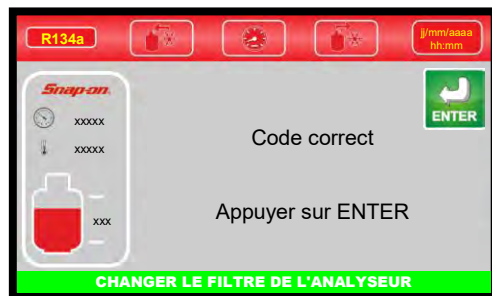 R134a
jj/mm/aaaa
hh:mm
Snap-on
xxxxx
xxxxx
xxx
ENTER
Code correct
Appuyer sur ENTER
CHANGER LE FILTRE DE L'ANALYSEUR